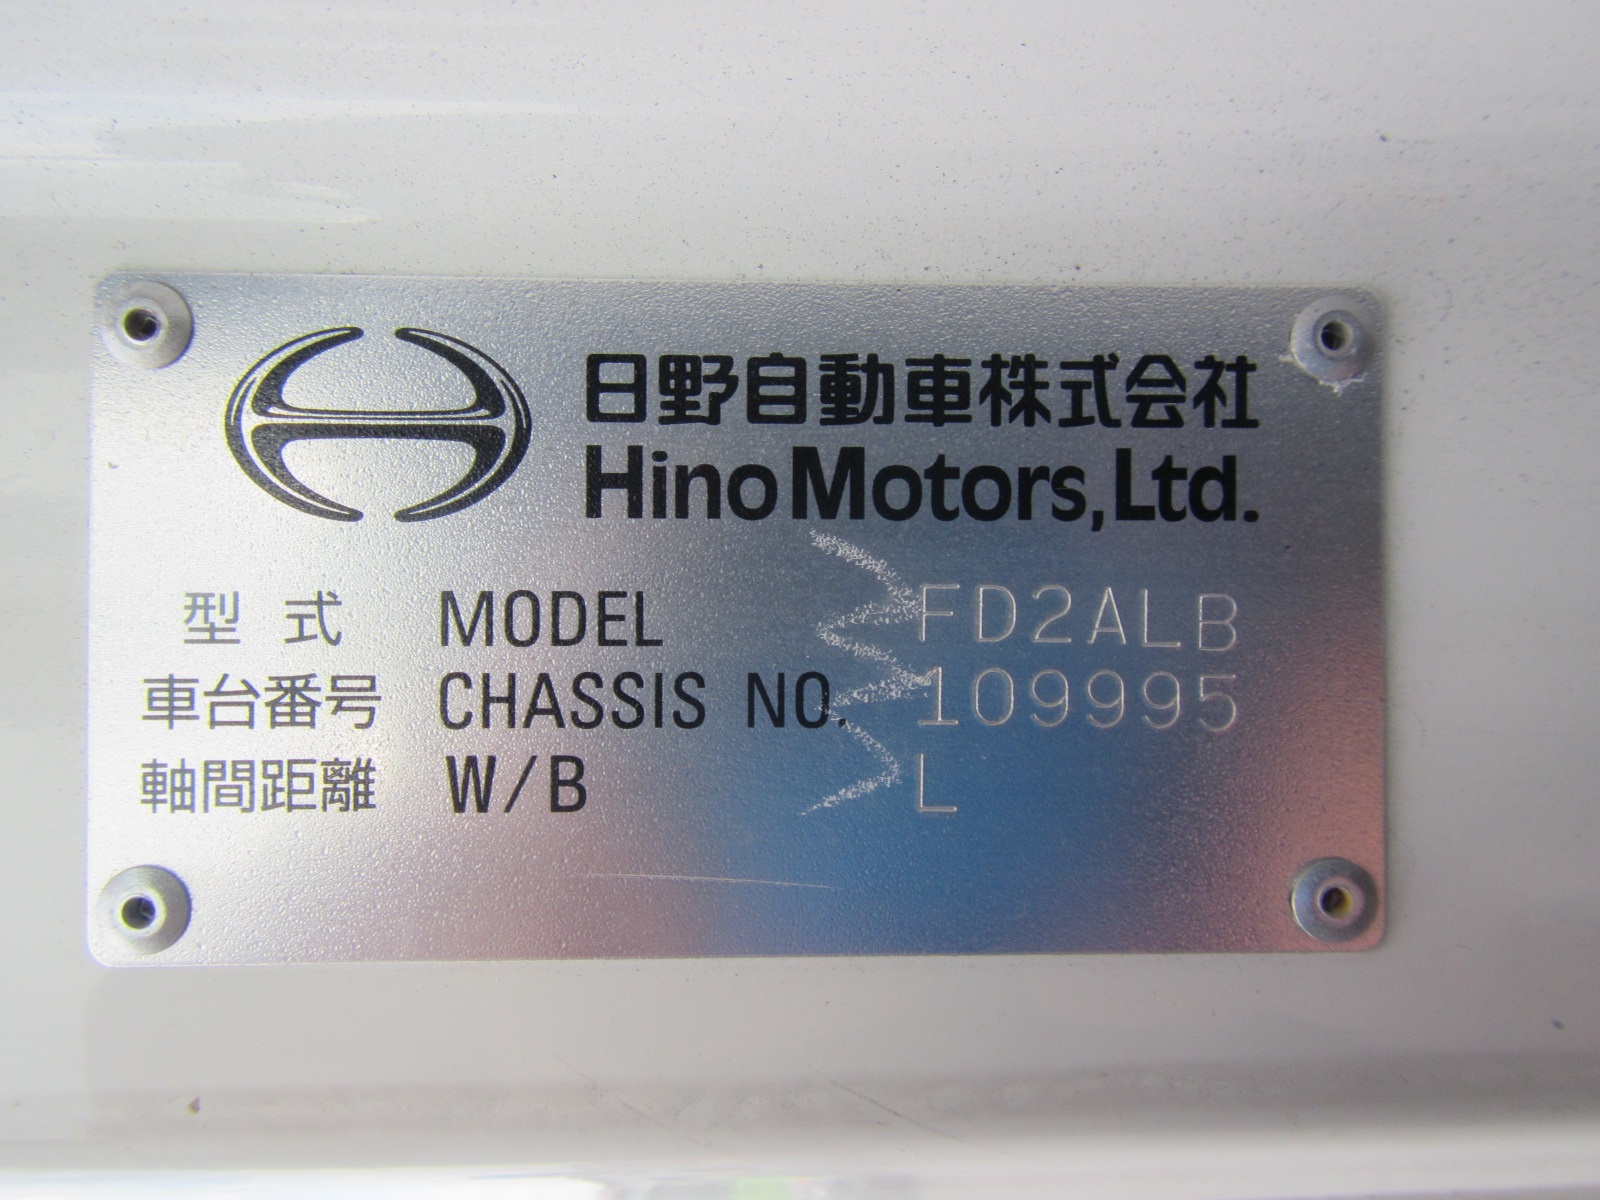 日野自動車株式会社
Hino Motors, Ltd.
型 式 MODEL FD2ALB
車台番号 CHASSIS NO. 109995
軸間距離 W/B L